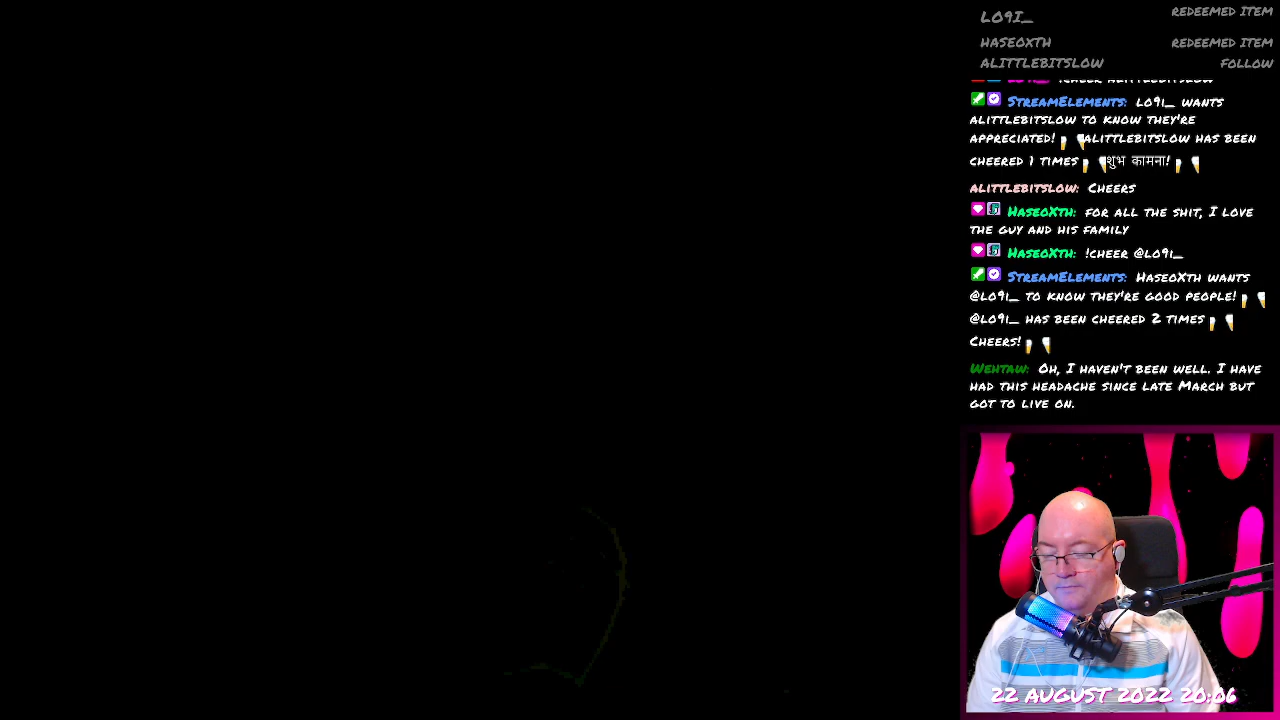 LO9I_ REDEEMED ITEM
HASEOXTH REDEEMED ITEM
ALITTLEBITSLOW FOLLOW
LO9I_: !CHEER ALITTLEBITSLOW
STREAMELEMENTS: LO9I_ WANTS
ALITTLEBITSLOW TO KNOW THEY'RE
APPRECIATED! ALITTLEBITSLOW HAS BEEN
CHEERED 1 TIMES शुभ कामना!
ALITTLEBITSLOW: CHEERS
HASEOXTH: FOR ALL THE SHIT, I LOVE
THE GUY AND HIS FAMILY
HASEOXTH: !CHEER @LO9I_
STREAMELEMENTS: HASEOXTH WANTS
@LO9I_ TO KNOW THEY'RE GOOD PEOPLE!
@LO9I_ HAS BEEN CHEERED 2 TIMES
CHEERS!
WEHTAW: OH, I HAVEN'T BEEN WELL. I HAVE
HAD THIS HEADACHE SINCE LATE MARCH BUT
GOT TO LIVE ON.
22 AUGUST 2022 20:06